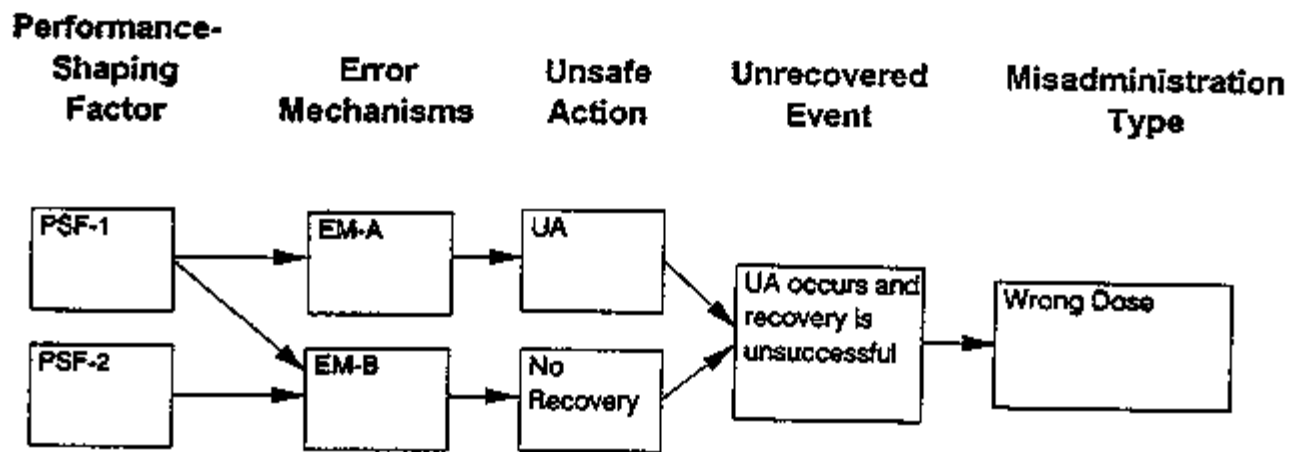 Performance-
Shaping
Factor
Error
Mechanisms
Unsafe
Action
Unrecovered
Event
Misadministration
Type
PSF-1
EM-A
UA
UA occurs and
recovery is
unsuccessful
Wrong Dose
PSF-2
EM-B
No
Recovery